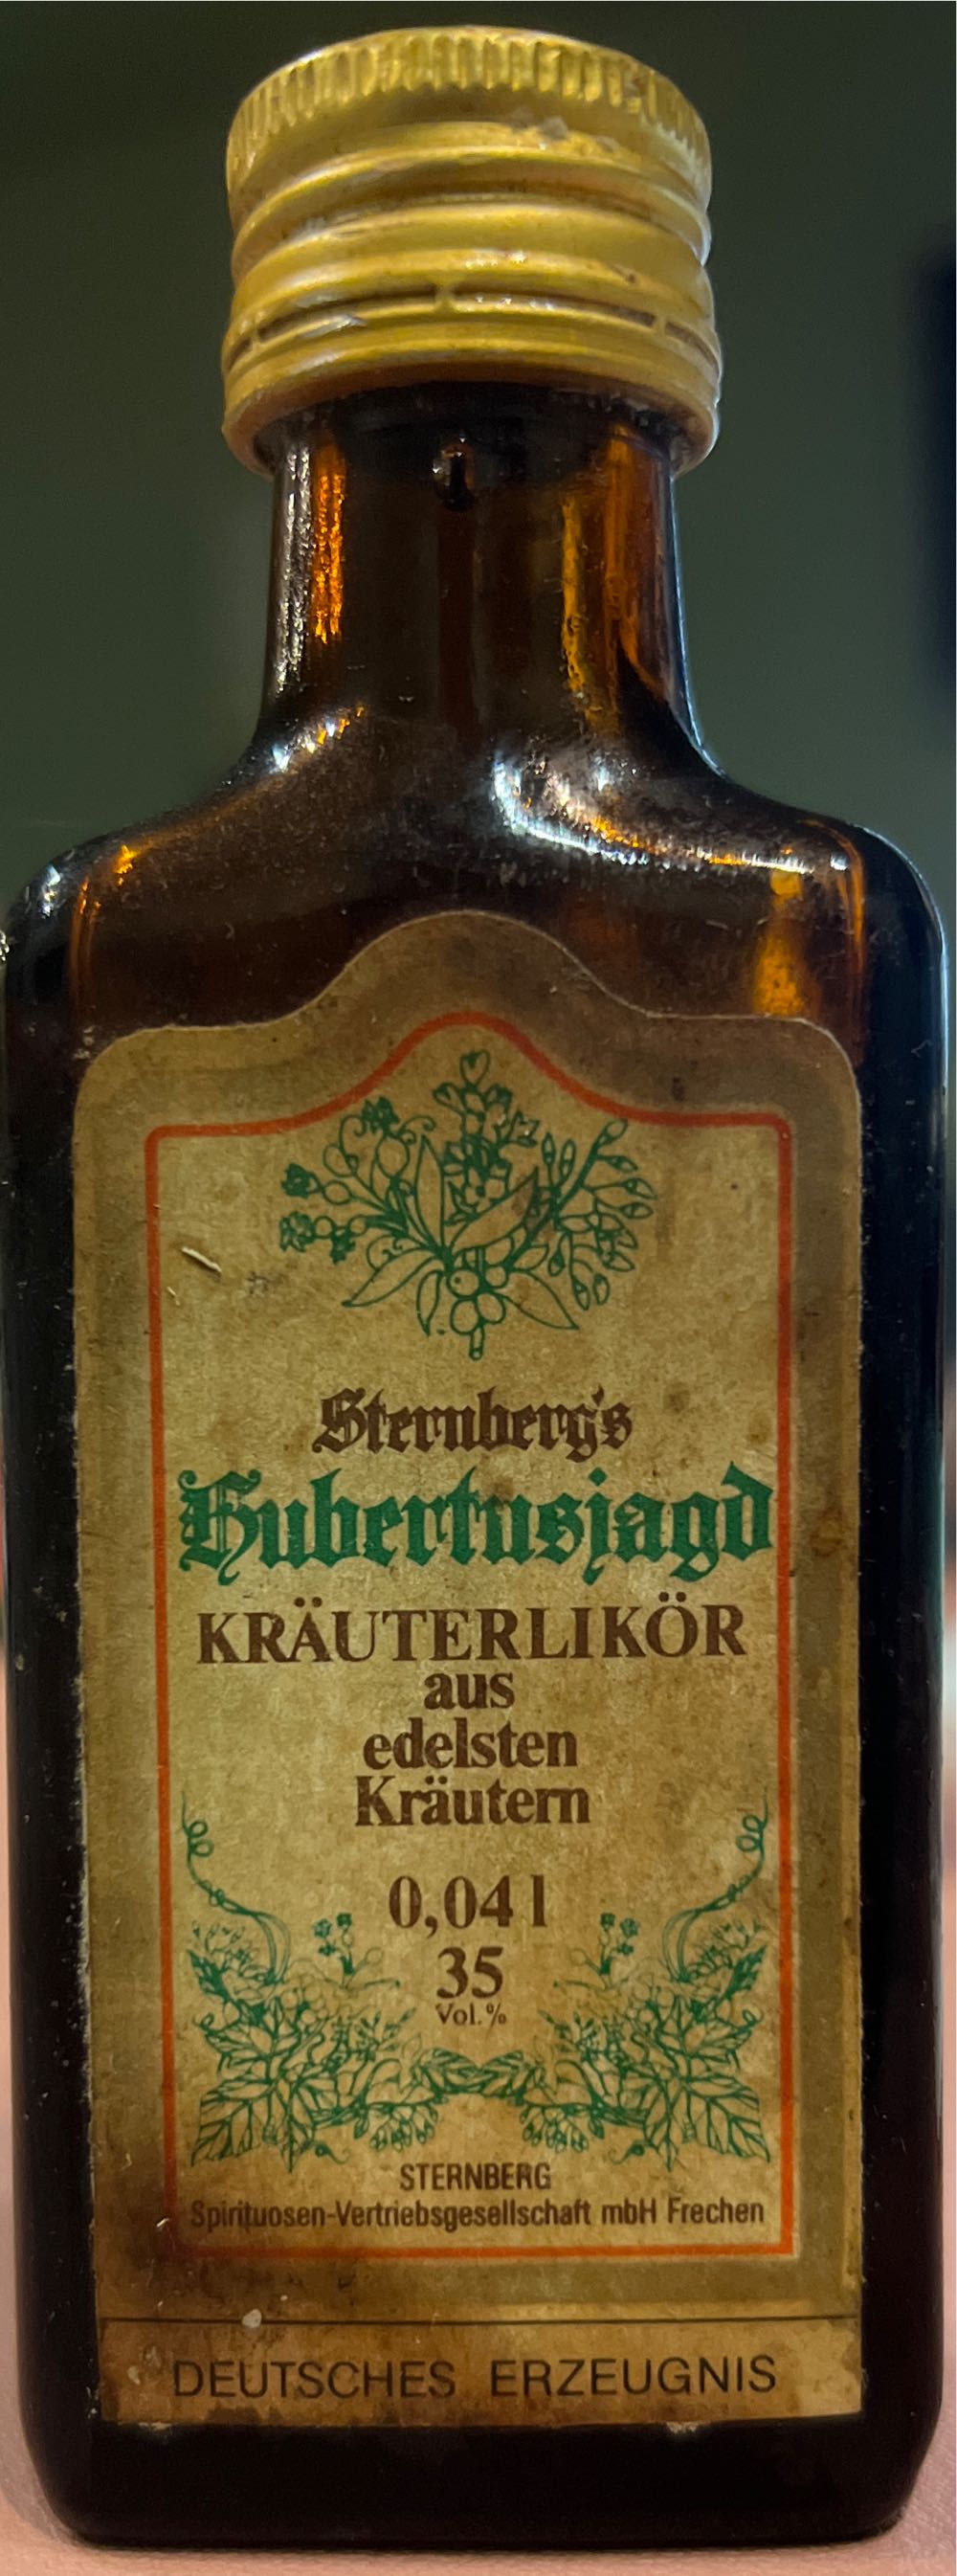 Sternberg's
Hubertusjagd
KRÄUTERLIKÖR
aus
edelsten
Kräutern
0,04 l
35
Vol.%
STERNBERG
Spirituosen-Vertriebsgesellschaft mbH Frechen
DEUTSCHES ERZEUGNIS